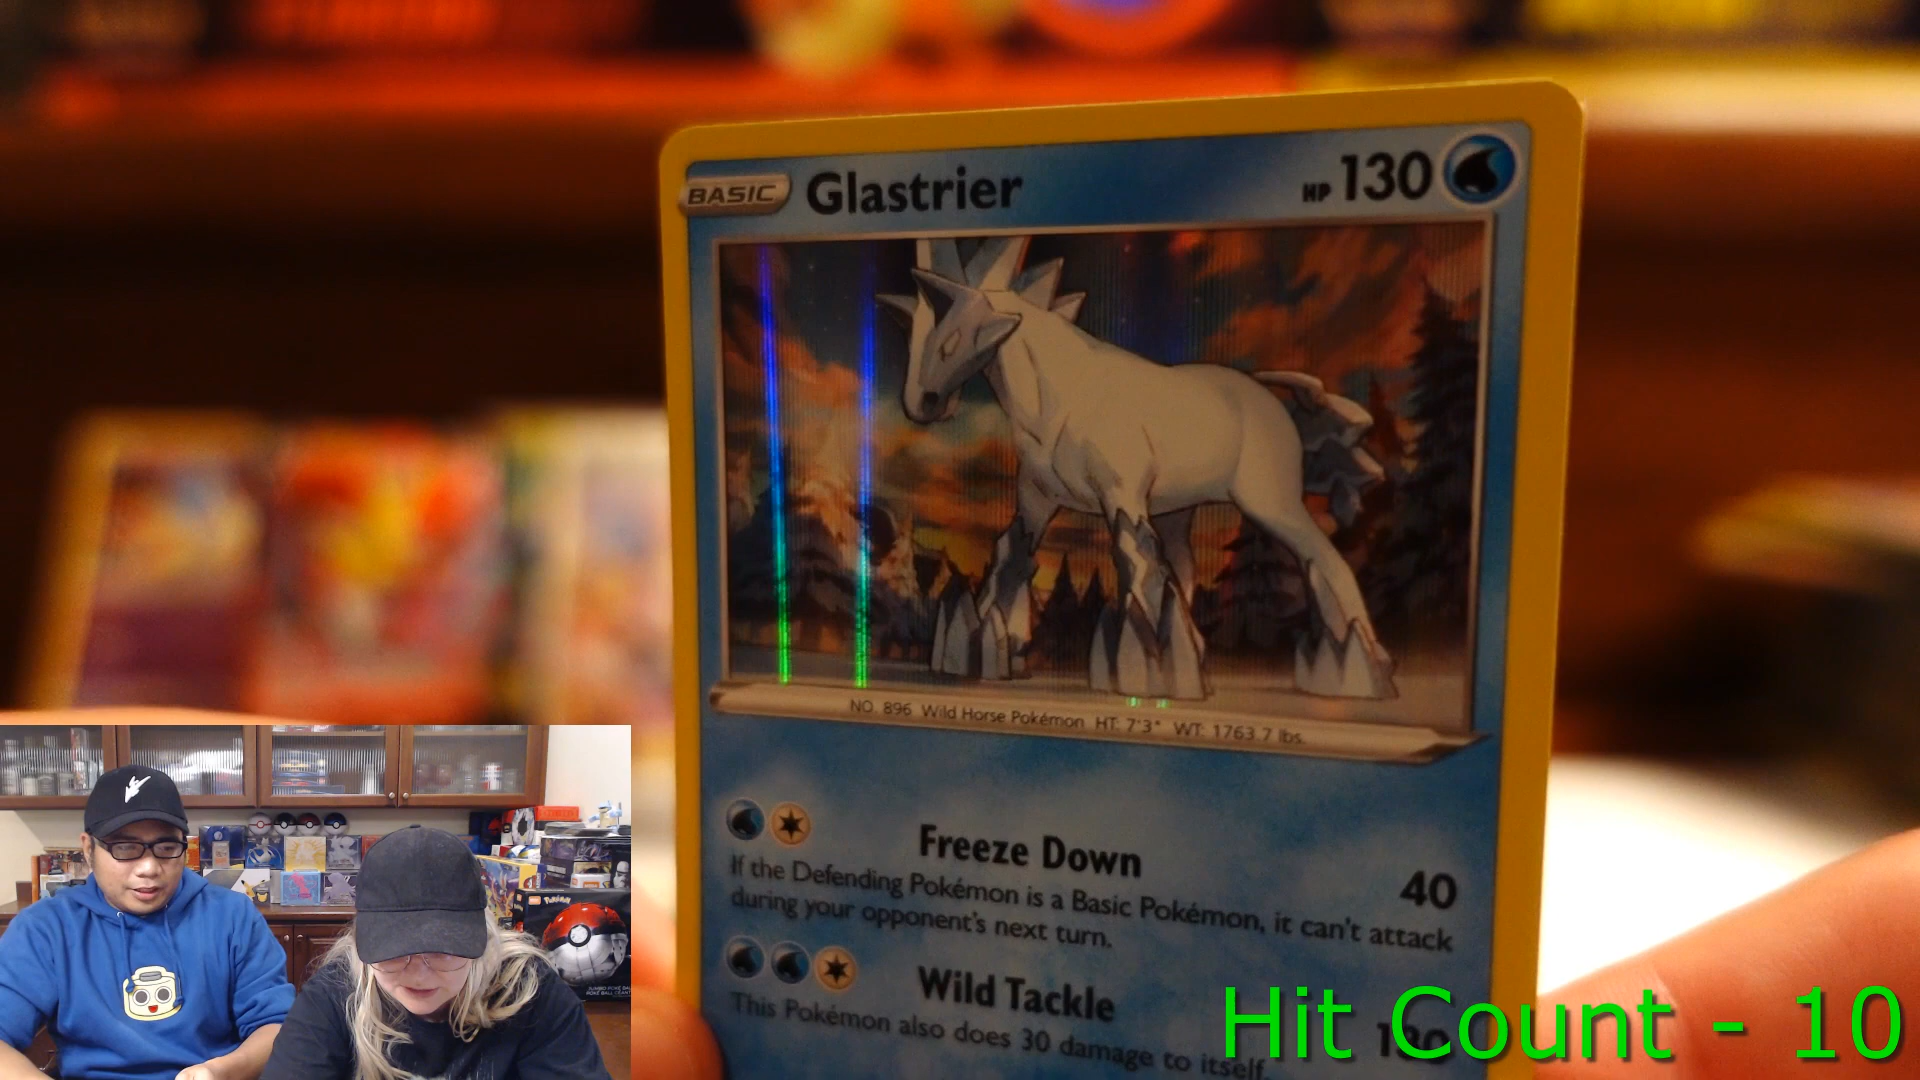 BASIC Glastrier HP 130
NO. 896 Wild Horse Pokémon HT: 7'3" WT: 1763.7 lbs.
Freeze Down 40
If the Defending Pokémon is a Basic Pokémon, it can't attack
during your opponent's next turn.
Wild Tackle 130
This Pokémon also does 30 damage to itself.
Hit Count - 10
Pokémon